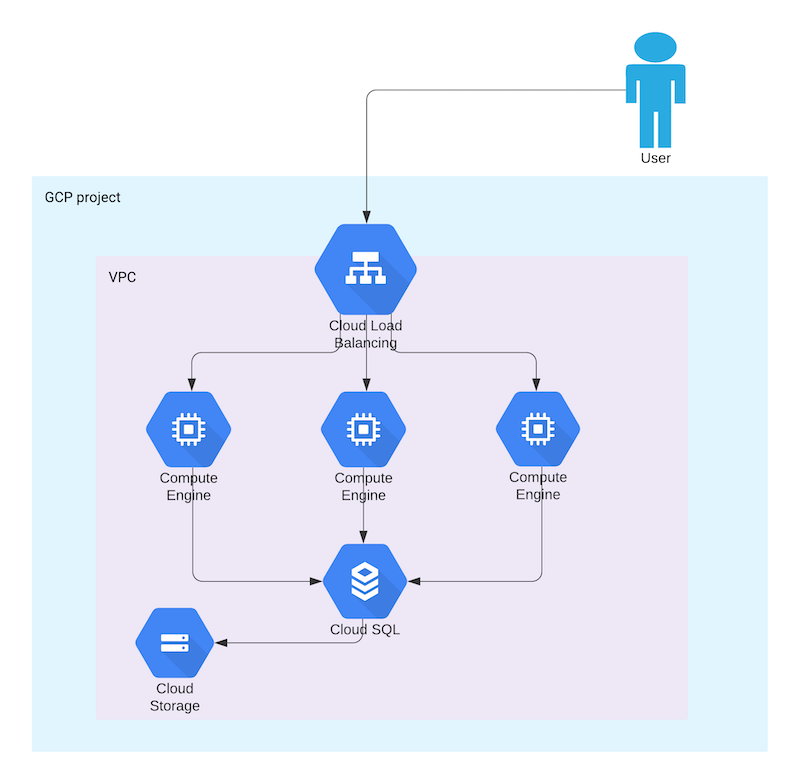 User
GCP project
VPC
Cloud Load
Balancing
Compute
Engine
Compute
Engine
Compute
Engine
Cloud SQL
Cloud
Storage